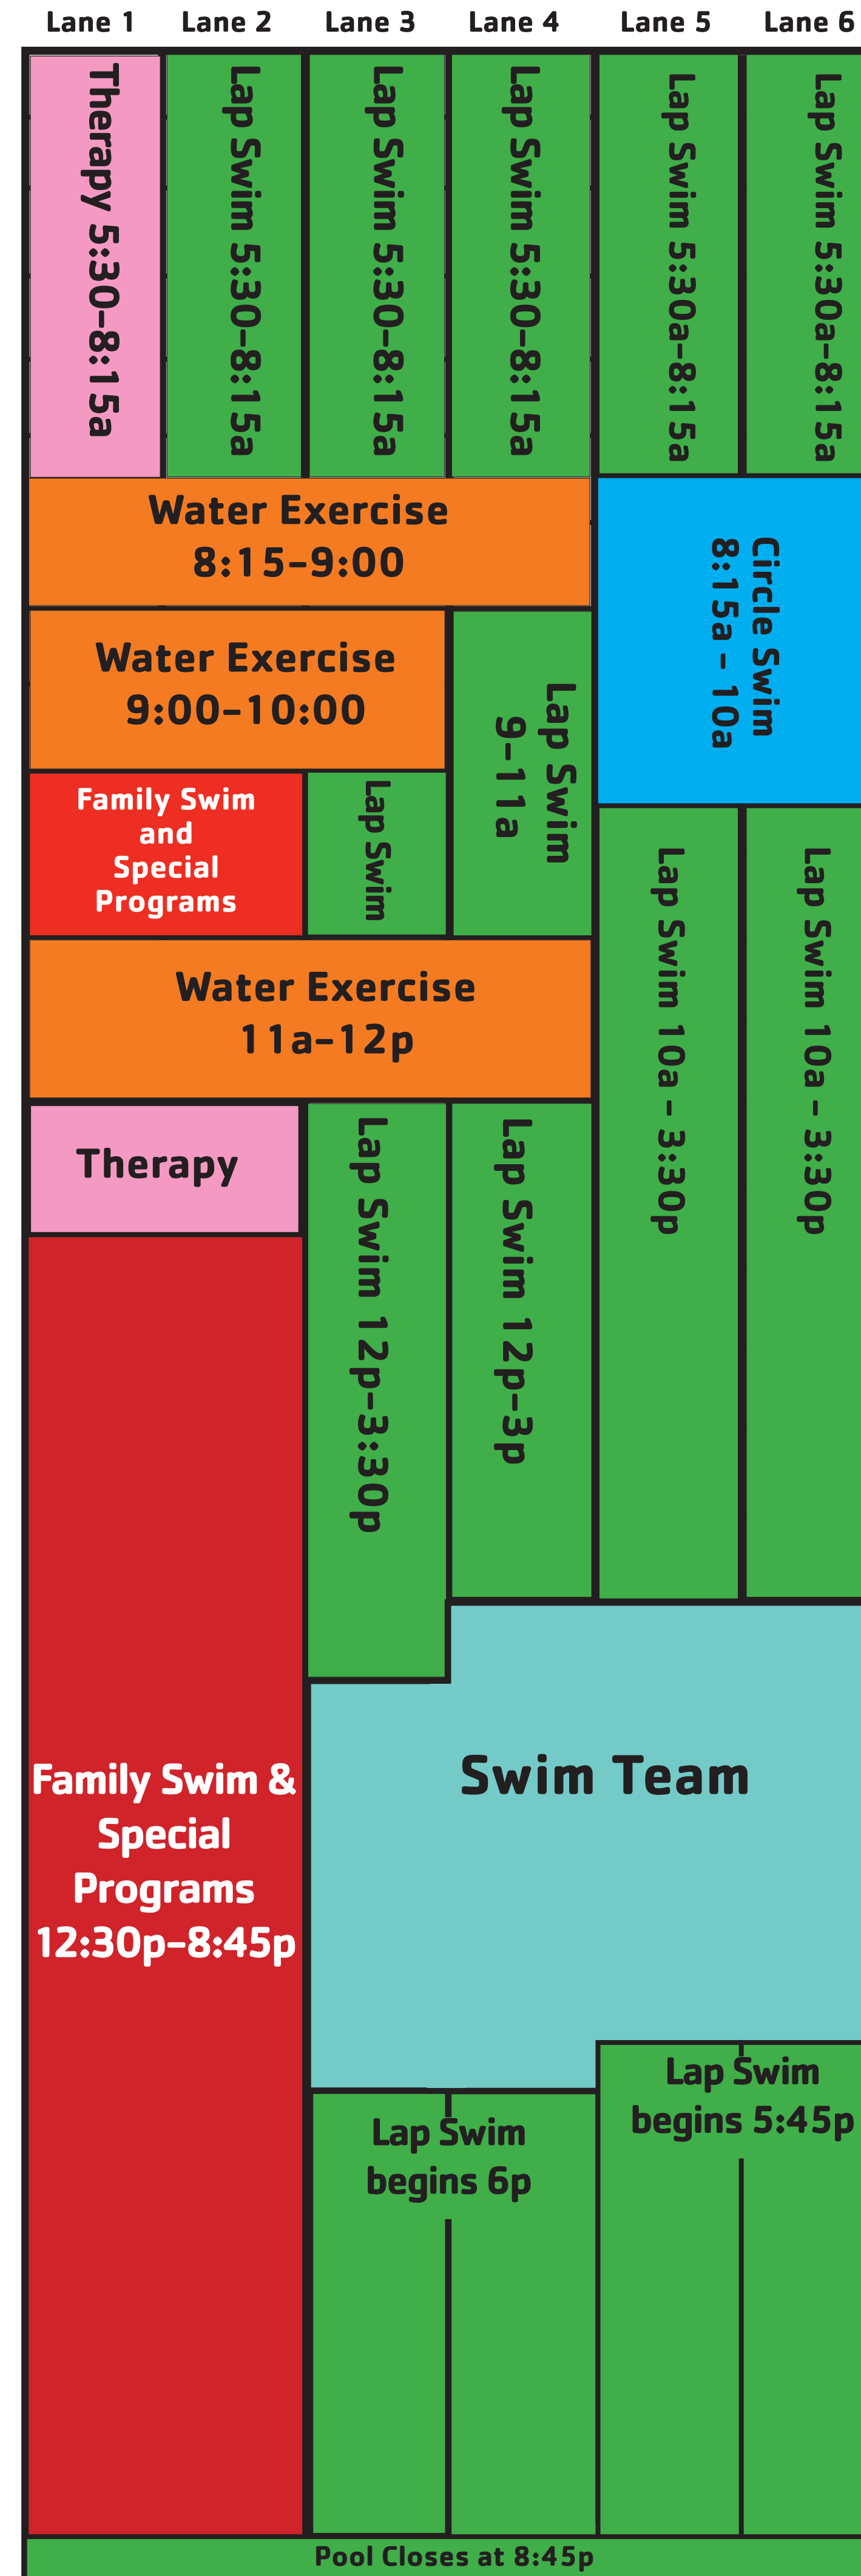 Lane 1 Lane 2 Lane 3 Lane 4 Lane 5 Lane 6
Therapy 5:30-8:15a
Lap Swim 5:30-8:15a
Lap Swim 5:30-8:15a
Lap Swim 5:30-8:15a
Lap Swim 5:30a-8:15a
Lap Swim 5:30a-8:15a
Water Exercise
8:15-9:00
Circle Swim
8:15a - 10a
Water Exercise
9:00-10:00
Lap Swim
9-11a
Family Swim
and
Special
Programs
Lap Swim
Lap Swim 10a - 3:30p
Lap Swim 10a - 3:30p
Water Exercise
11a-12p
Therapy
Lap Swim 12p-3:30p
Lap Swim 12p-3p
Swim Team
Family Swim &
Special
Programs
12:30p-8:45p
Lap Swim
begins 5:45p
Lap Swim
begins 6p
Pool Closes at 8:45p